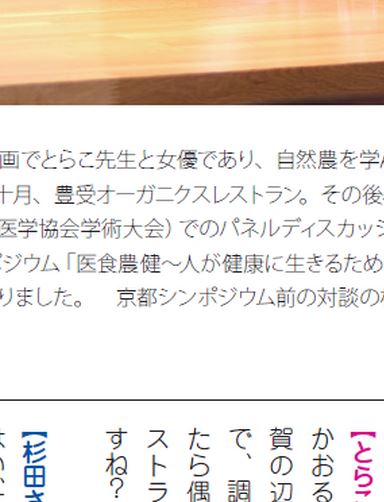 画でとらこ先生と女優であり、自然農を学ん
十月、豊受オーガニクスレストラン。その後
医学協会学術大会）でのパネルディスカッシ
ポジウム「医食農健～人が健康に生きるため
りました。　京都シンポジウム前の対談の
【とら
かおる
賀の辺
で、調
たら偶
ストラ
すね？
【杉田さ